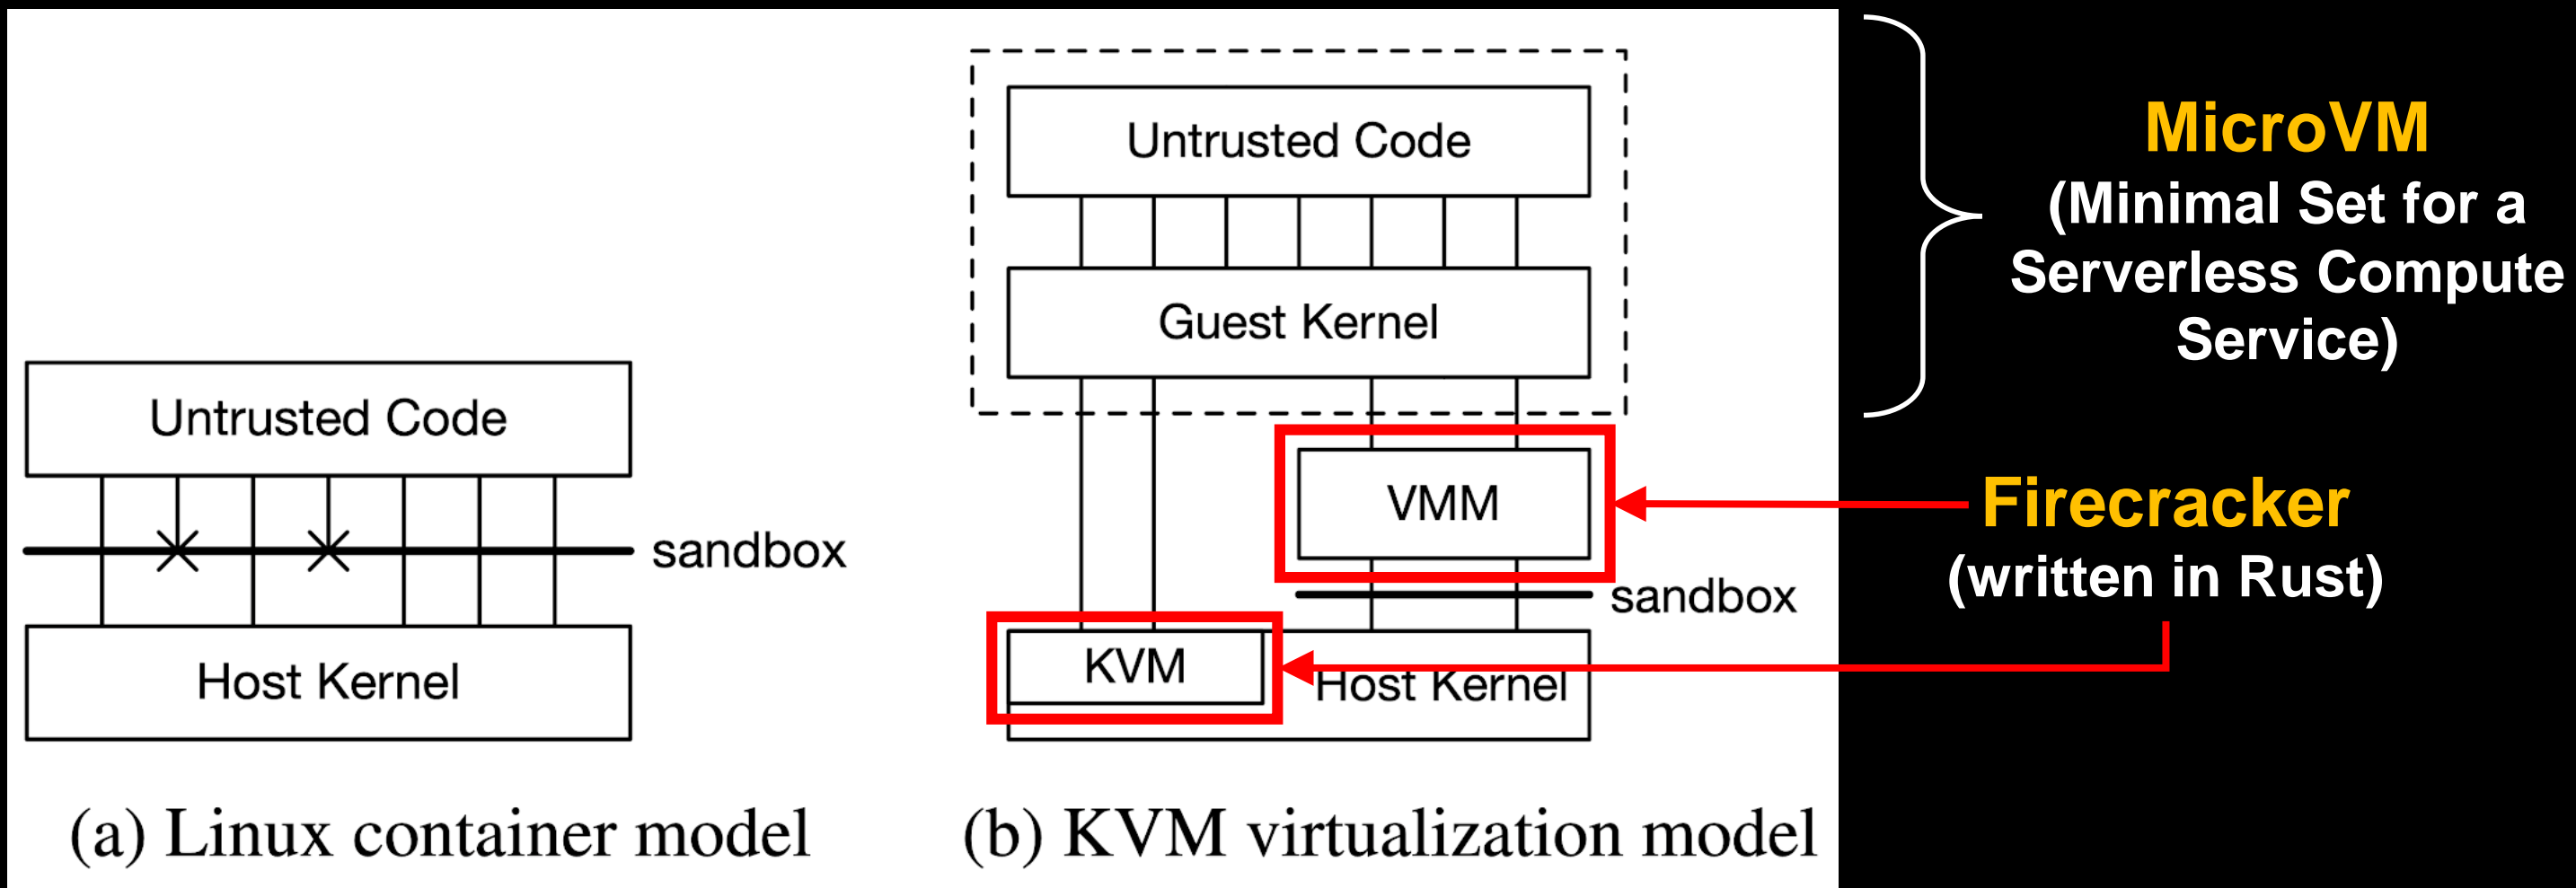 Untrusted Code
sandbox
Host Kernel
(a) Linux container model
Untrusted Code
Guest Kernel
VMM
sandbox
KVM
Host Kernel
(b) KVM virtualization model
MicroVM
(Minimal Set for a
Serverless Compute
Service)
Firecracker
(written in Rust)